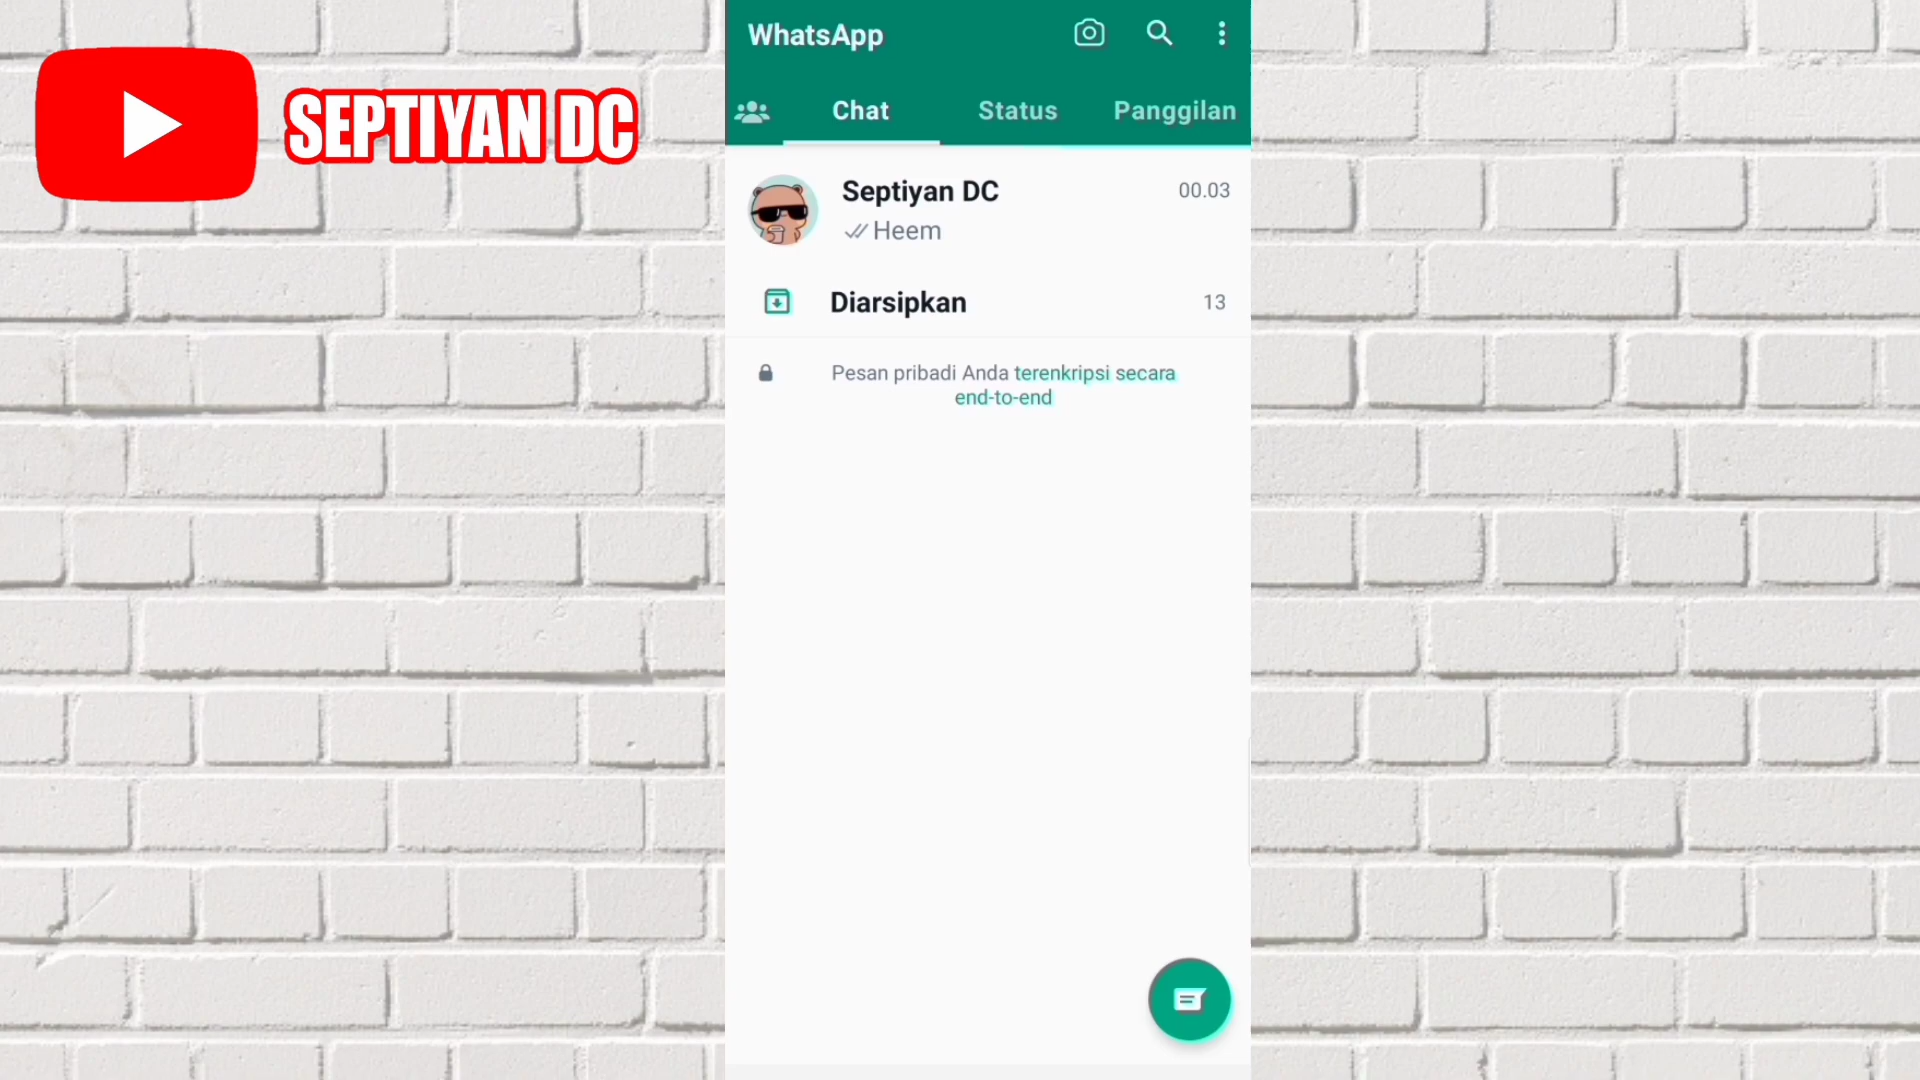 SEPTIYAN DC
WhatsApp
Chat Status Panggilan
Septiyan DC 00.03
Heem
Diarsipkan 13
Pesan pribadi Anda terenkripsi secara
end-to-end